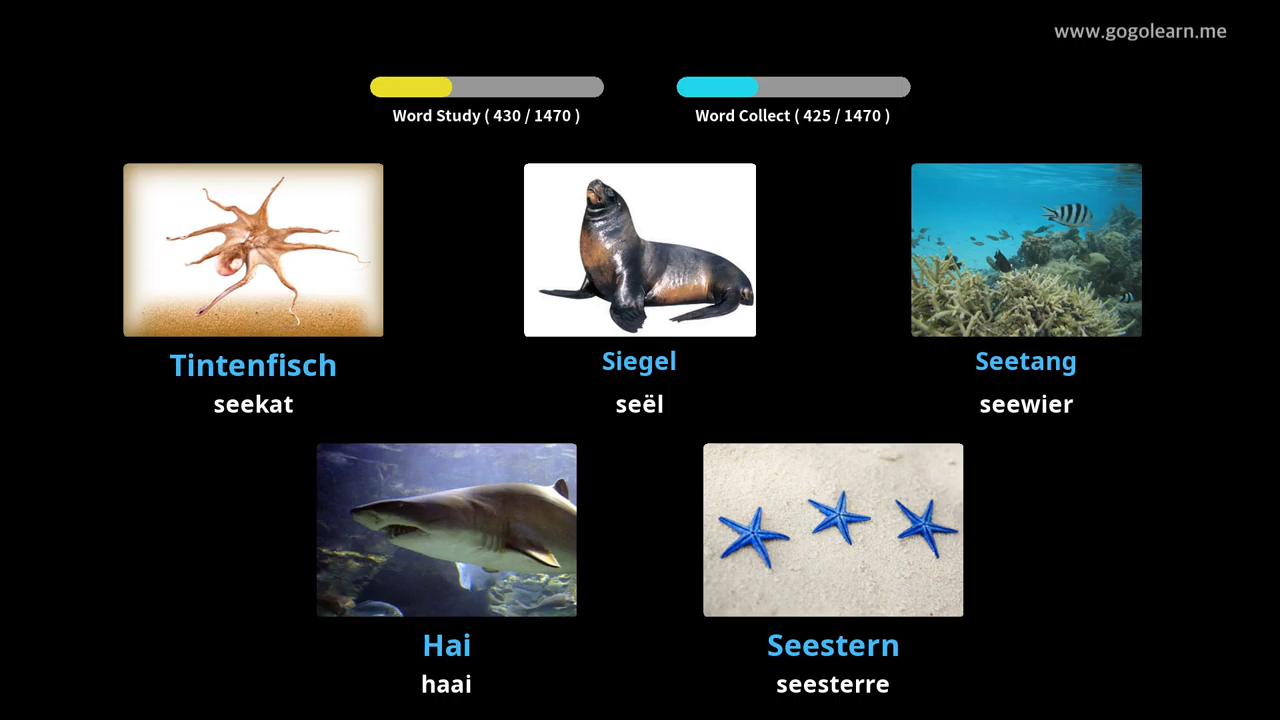 www.gogolearn.me
Word Study ( 430 / 1470 )
Word Collect ( 425 / 1470 )
Tintenfisch
seekat
Siegel
seël
Seetang
seewier
Hai
haai
Seestern
seesterre